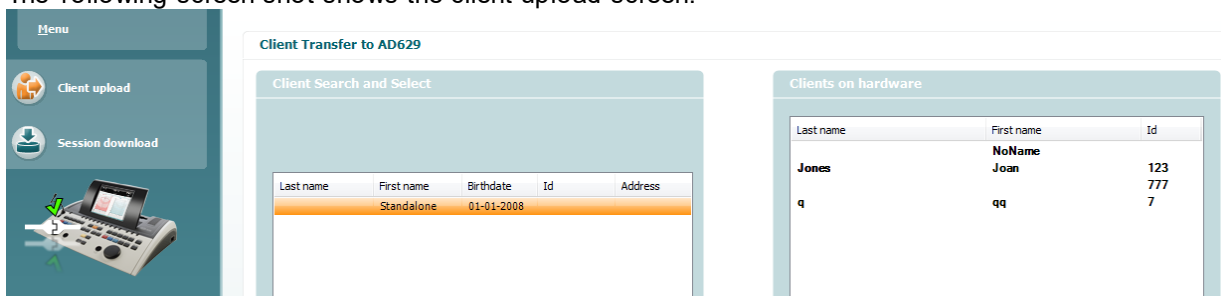 The following screen shot shows the client upload screen.
Menu
Client upload
Session download
Client Transfer to AD629
Client Search and Select
Last name First name Birthdate Id Address
Standalone 01-01-2008
Clients on hardware
Last name First name Id
NoName
Jones Joan 123
777
q qq 7